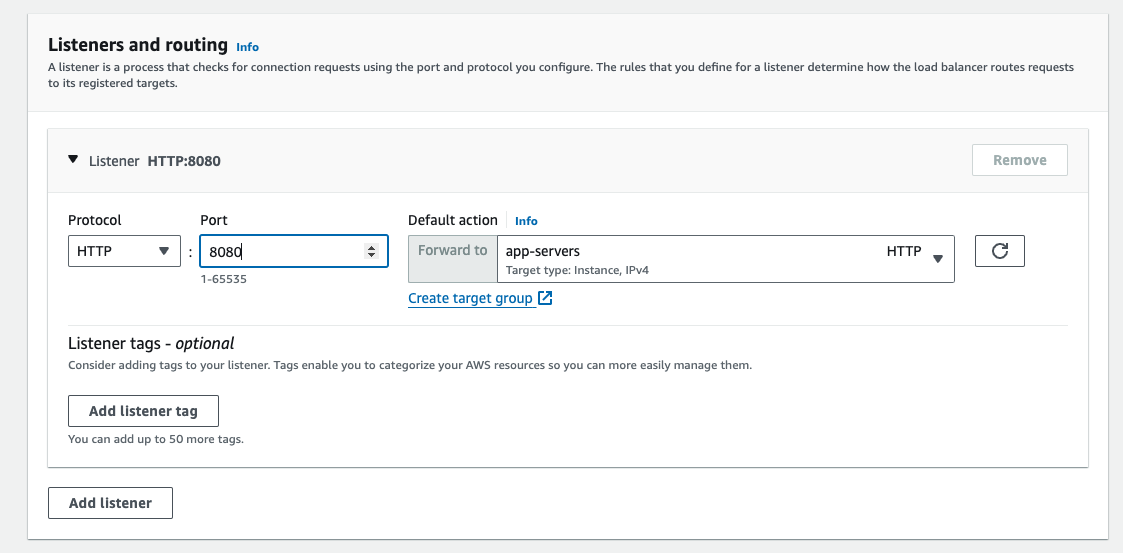 Listeners and routing Info
A listener is a process that checks for connection requests using the port and protocol you configure. The rules that you define for a listener determine how the load balancer routes requests
to its registered targets.
Listener HTTP:8080
Remove
Protocol
Port
Default action Info
HTTP
:
8080
Forward to
app-servers
HTTP
Target type: Instance, IPv4
1-65535
Create target group
Listener tags - optional
Consider adding tags to your listener. Tags enable you to categorize your AWS resources so you can more easily manage them.
Add listener tag
You can add up to 50 more tags.
Add listener